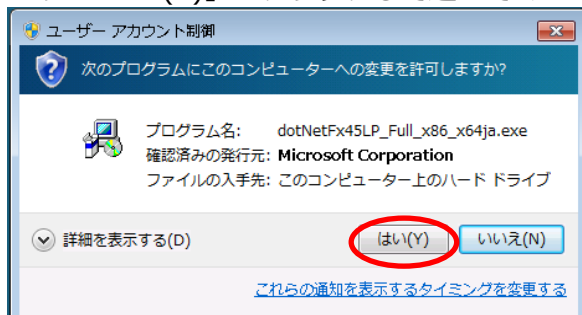 ユーザー アカウント制御
次のプログラムにこのコンピューターへの変更を許可しますか?
プログラム名: dotNetFx45LP_Full_x86_x64ja.exe
確認済みの発行元: Microsoft Corporation
ファイルの入手先: このコンピューター上のハード ドライブ
詳細を表示する(D) はい(Y) いいえ(N)
これらの通知を表示するタイミングを変更する